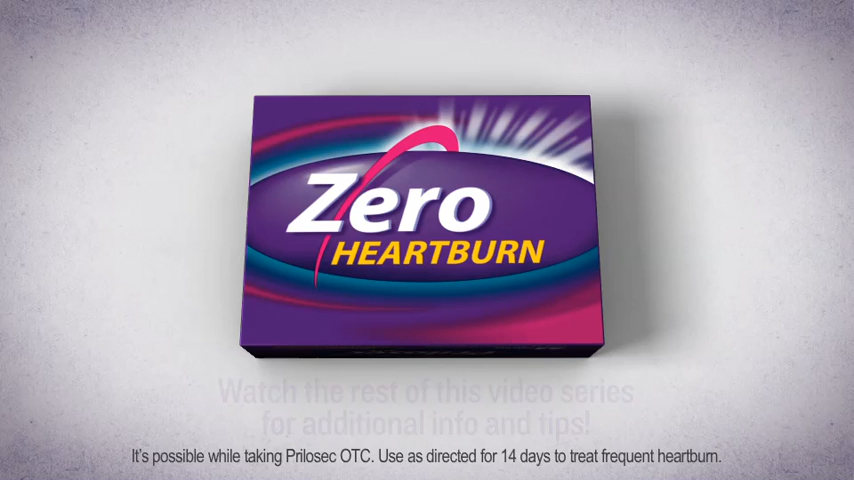 Zero
HEARTBURN
Watch the rest of this video series
for additional info and tips!
It's possible while taking Prilosec OTC. Use as directed for 14 days to treat frequent heartburn.